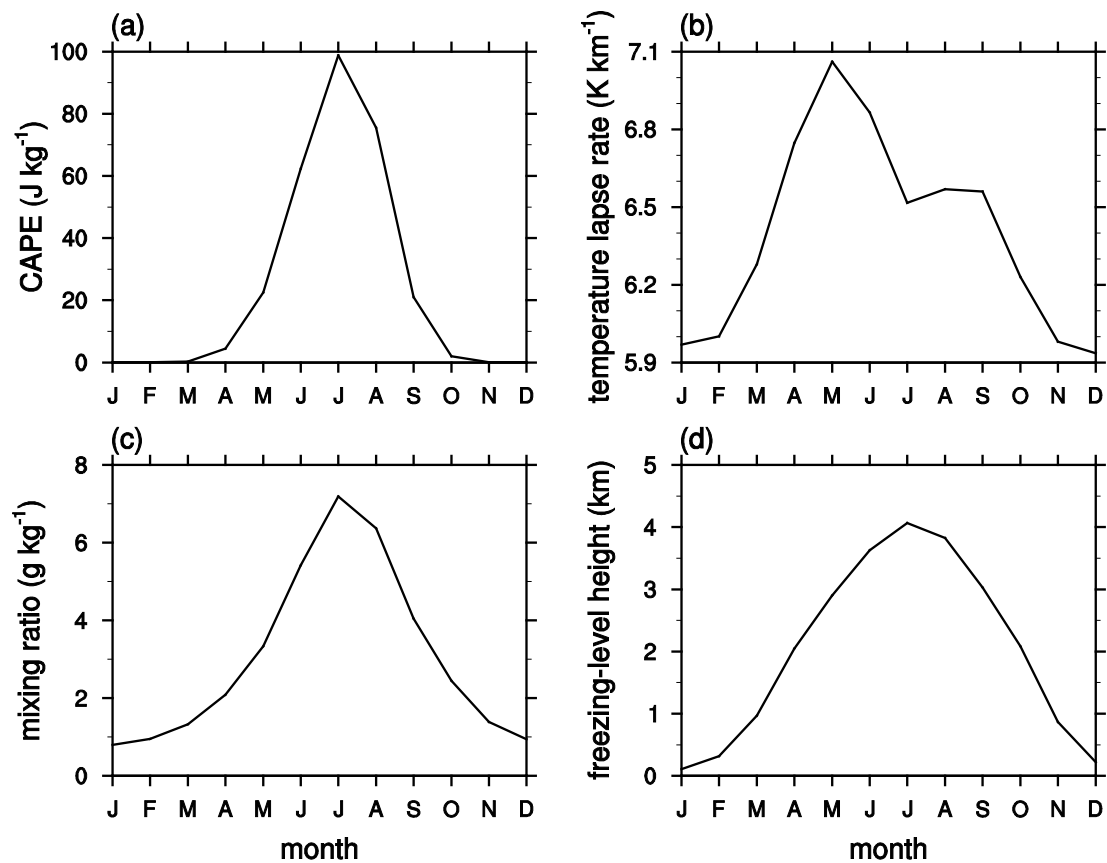 (a)
CAPE (J kg-1)
100
80
60
40
20
0
J F M A M J J A S O N D
(b)
temperature lapse rate (K km-1)
7.1
6.8
6.5
6.2
5.9
J F M A M J J A S O N D
(c)
mixing ratio (g kg-1)
8
6
4
2
0
J F M A M J J A S O N D
month
(d)
freezing-level height (km)
5
4
3
2
1
0
J F M A M J J A S O N D
month